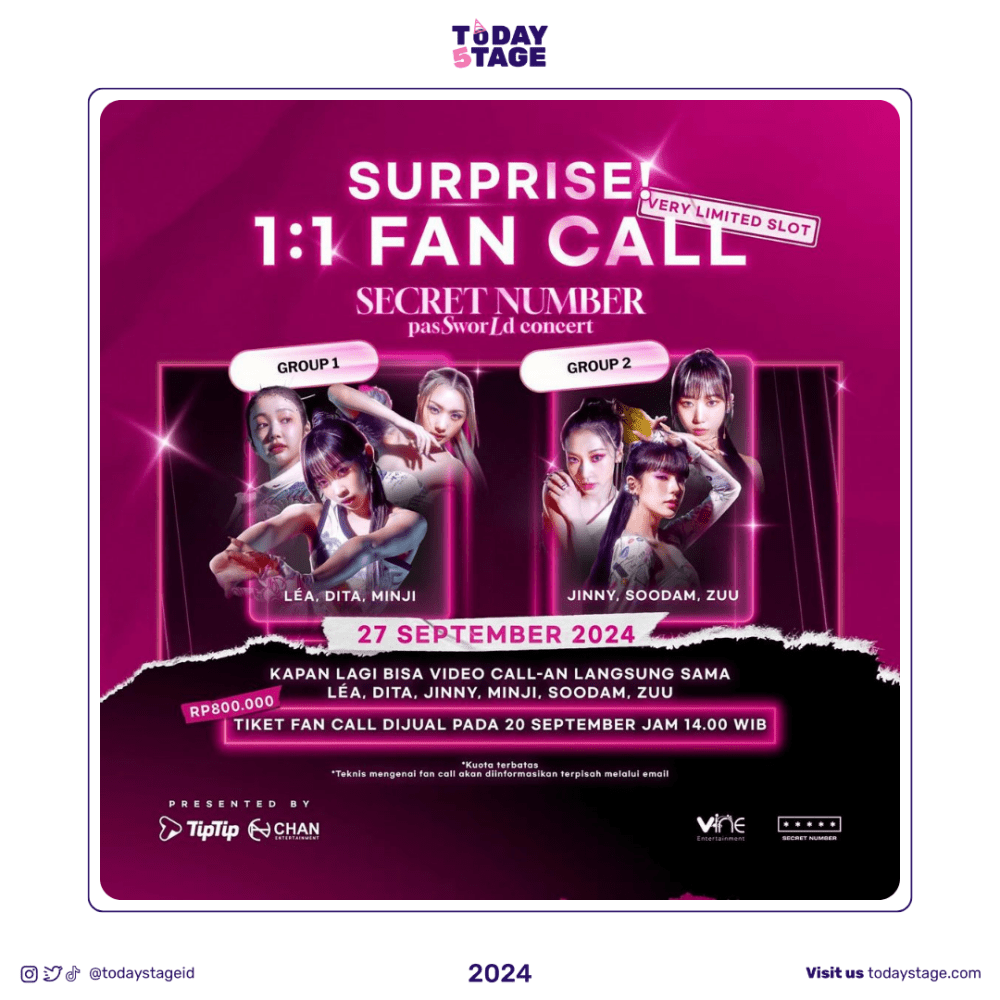 TODAY
5TAGE
SURPRISE!
VERY LIMITED SLOT
1:1 FAN CALL
SECRET NUMBER
pasSworLd concert
GROUP 1
GROUP 2
LÉA, DITA, MINJI
JINNY, SOODAM, ZUU
27 SEPTEMBER 2024
KAPAN LAGI BISA VIDEO CALL-AN LANGSUNG SAMA
LÉA, DITA, JINNY, MINJI, SOODAM, ZUU
RP800.000
TIKET FAN CALL DIJUAL PADA 20 SEPTEMBER JAM 14.00 WIB
*Kuota terbatas
*Teknis mengenai fan call akan diinformasikan terpisah melalui email
PRESENTED BY
TipTip
CHAN
ENTERTAINMENT
VINE
Entertainment
*****
SECRET NUMBER
@todaystageid
2024
Visit us todaystage.com